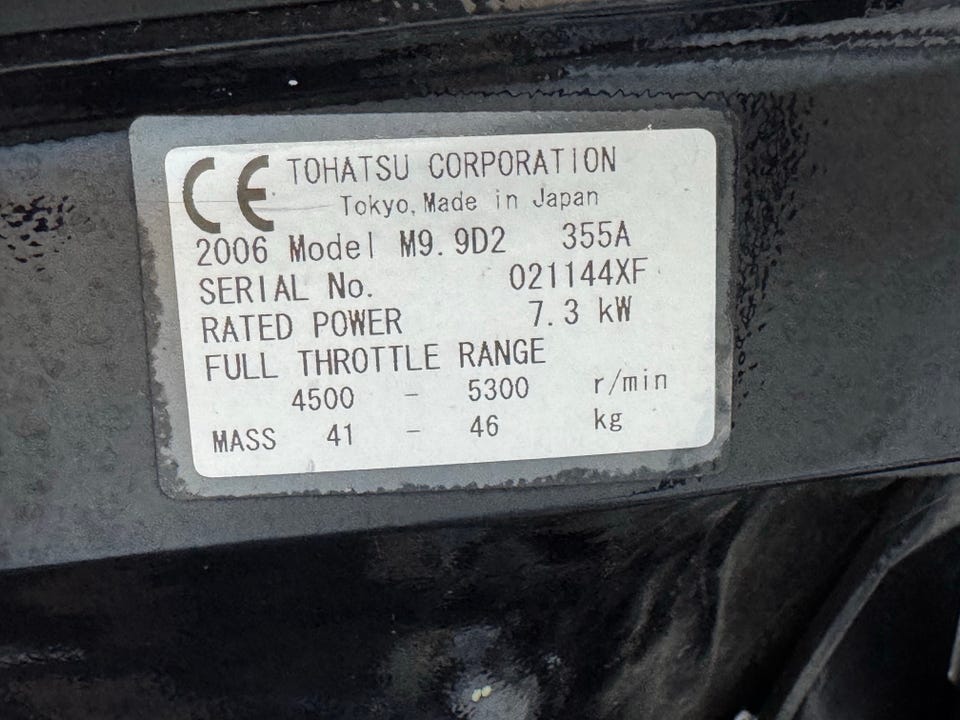 CE TOHATSU CORPORATION
Tokyo, Made in Japan
2006 Model M9.9D2 355A
SERIAL No. 021144XF
RATED POWER 7.3 kW
FULL THROTTLE RANGE
4500 - 5300 r/min
MASS 41 - 46 kg